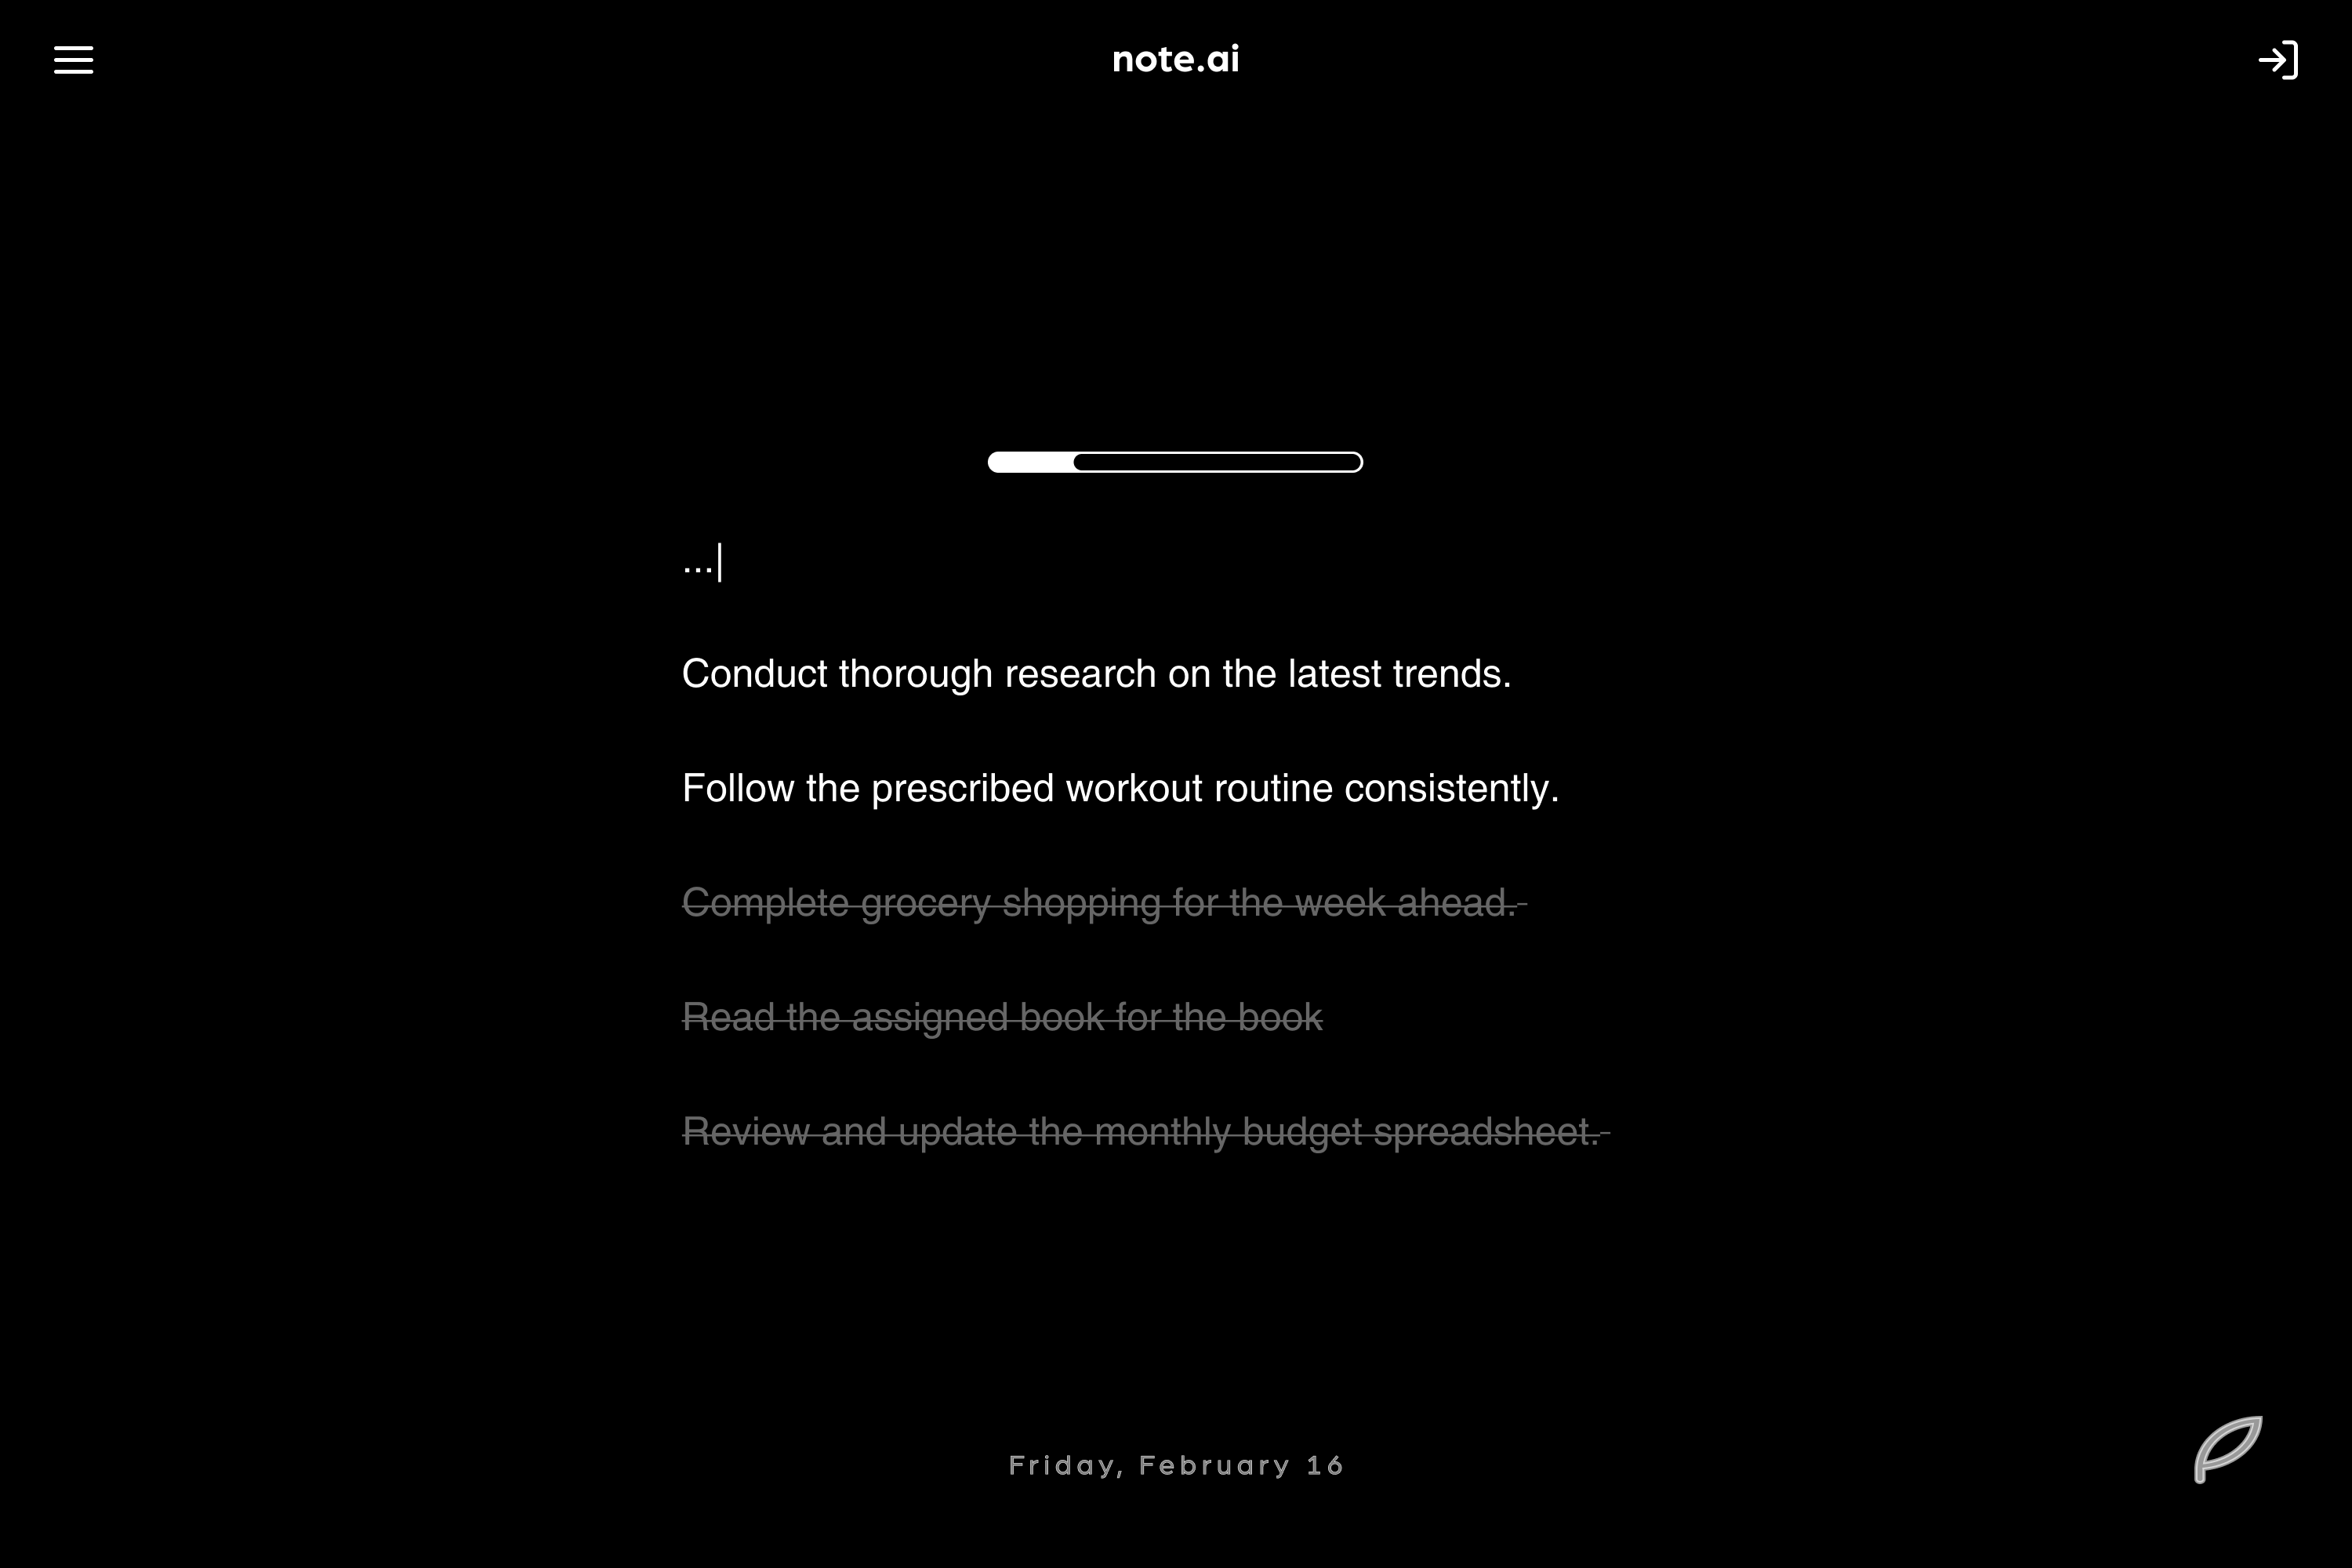 note.ai
...
Conduct thorough research on the latest trends.
Follow the prescribed workout routine consistently.
Complete grocery shopping for the week ahead.
Read the assigned book for the book
Review and update the monthly budget spreadsheet.
Friday, February 16